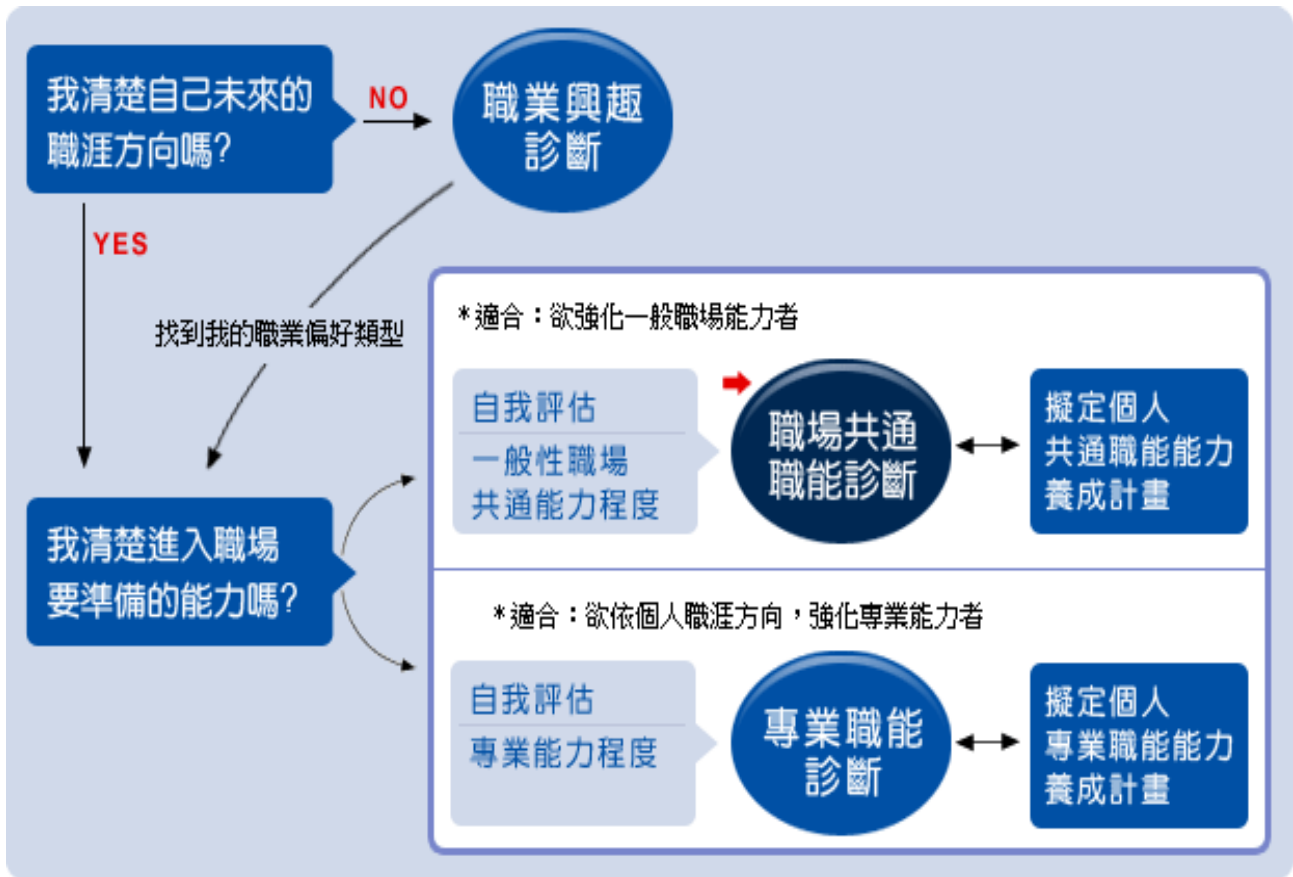 我清楚自己未來的
職涯方向嗎?
NO
職業興趣
診斷
YES
找到我的職業偏好類型
我清楚進入職場
要準備的能力嗎?
*適合：欲強化一般職場能力者
自我評估
一般性職場
共通能力程度
職場共通
職能診斷
擬定個人
共通職能能力
養成計畫
*適合：欲依個人職涯方向，強化專業能力者
自我評估
專業能力程度
專業職能
診斷
擬定個人
專業職能能力
養成計畫